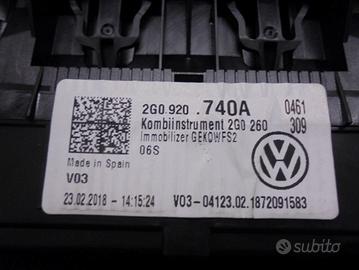 2G0.920.740A 0461
Kombiinstrument 2G0 260 309
Immobilizer GEKOWFS2
06S
Made in Spain
V03
23.02.2018 - 14:15:24 V03-04123.02.1872091583
subito